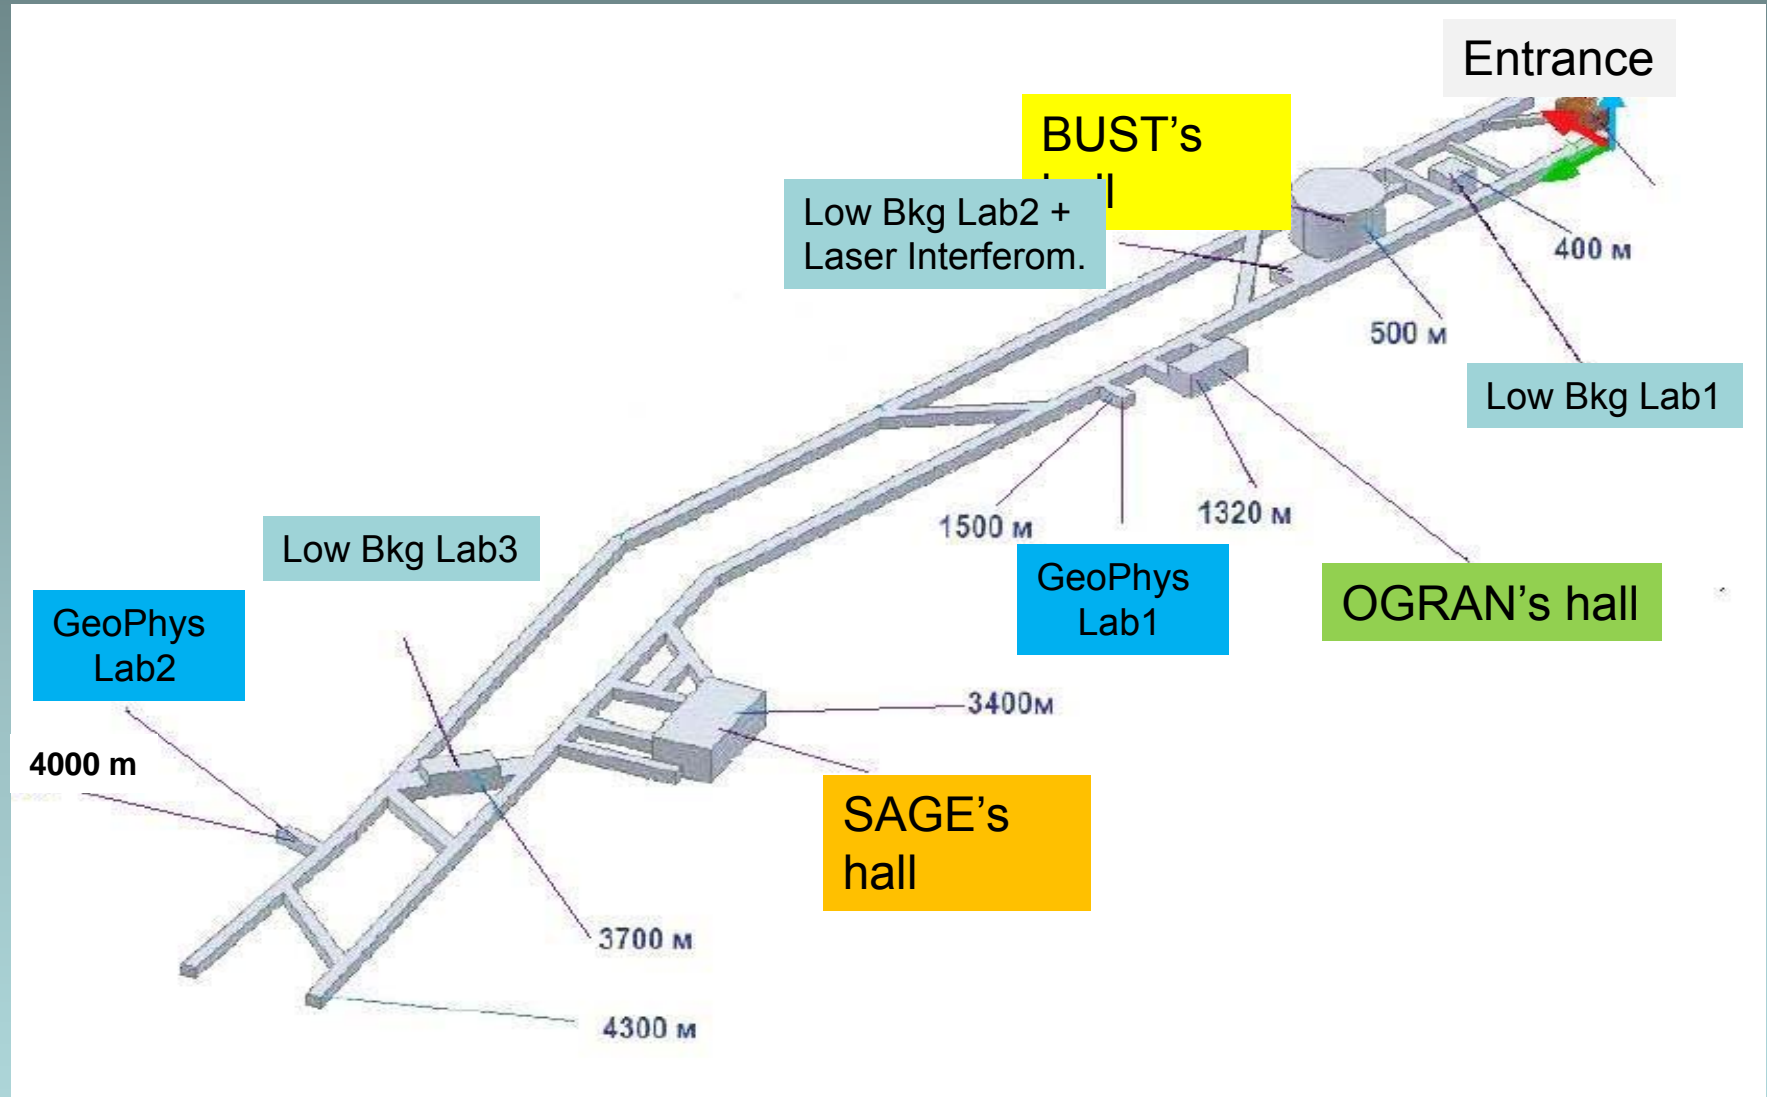 Entrance
BUST’s
Low Bkg Lab2 +
Laser Interferom.
400 м
500 м
Low Bkg Lab1
1500 м
1320 м
Low Bkg Lab3
GeoPhys
Lab1
OGRAN’s hall
GeoPhys
Lab2
3400м
4000 m
SAGE’s
hall
3700 м
4300 м